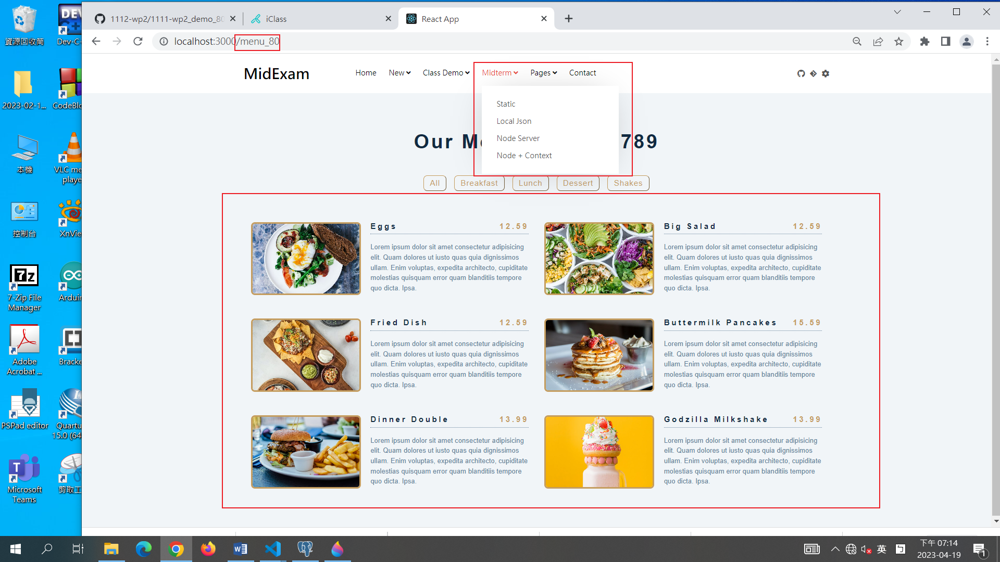 1112-wp2/1111-wp2_demo_80
iClass
React App
localhost:3000/menu_80
資源回收筒
Dev-C-
2023-02-1...
CodeBlo
本機
VLC me
playe
控制台
XnVie
7-Zip File
Manager
Arduin
Adobe
Acrobat ...
Bracke
PSPad editor
Quartu
15.0 (64
Microsoft
Teams
剪取工
MidExam
Home
New
Class Demo
Midterm
Pages
Contact
Static
Local Json
Node Server
Node + Context
Our M
789
All
Breakfast
Lunch
Dessert
Shakes
Eggs
12.59
Lorem ipsum dolor sit amet consectetur adipisicing
elit. Quam dolores ut iusto quas quia dignissimos
ullam. Enim voluptas, expedita architecto, cupiditate
molestias quisquam error quam blanditiis tempore
quo dicta. Ipsa.
Big Salad
12.59
Lorem ipsum dolor sit amet consectetur adipisicing
elit. Quam dolores ut iusto quas quia dignissimos
ullam. Enim voluptas, expedita architecto, cupiditate
molestias quisquam error quam blanditiis tempore
quo dicta. Ipsa.
Fried Dish
12.59
Lorem ipsum dolor sit amet consectetur adipisicing
elit. Quam dolores ut iusto quas quia dignissimos
ullam. Enim voluptas, expedita architecto, cupiditate
molestias quisquam error quam blanditiis tempore
quo dicta. Ipsa.
Buttermilk Pancakes
15.59
Lorem ipsum dolor sit amet consectetur adipisicing
elit. Quam dolores ut iusto quas quia dignissimos
ullam. Enim voluptas, expedita architecto, cupiditate
molestias quisquam error quam blanditiis tempore
quo dicta. Ipsa.
Dinner Double
13.99
Lorem ipsum dolor sit amet consectetur adipisicing
elit. Quam dolores ut iusto quas quia dignissimos
ullam. Enim voluptas, expedita architecto, cupiditate
molestias quisquam error quam blanditiis tempore
quo dicta. Ipsa.
Godzilla Milkshake
13.99
Lorem ipsum dolor sit amet consectetur adipisicing
elit. Quam dolores ut iusto quas quia dignissimos
ullam. Enim voluptas, expedita architecto, cupiditate
molestias quisquam error quam blanditiis tempore
quo dicta. Ipsa.
英
下午 07:14
2023-04-19
1